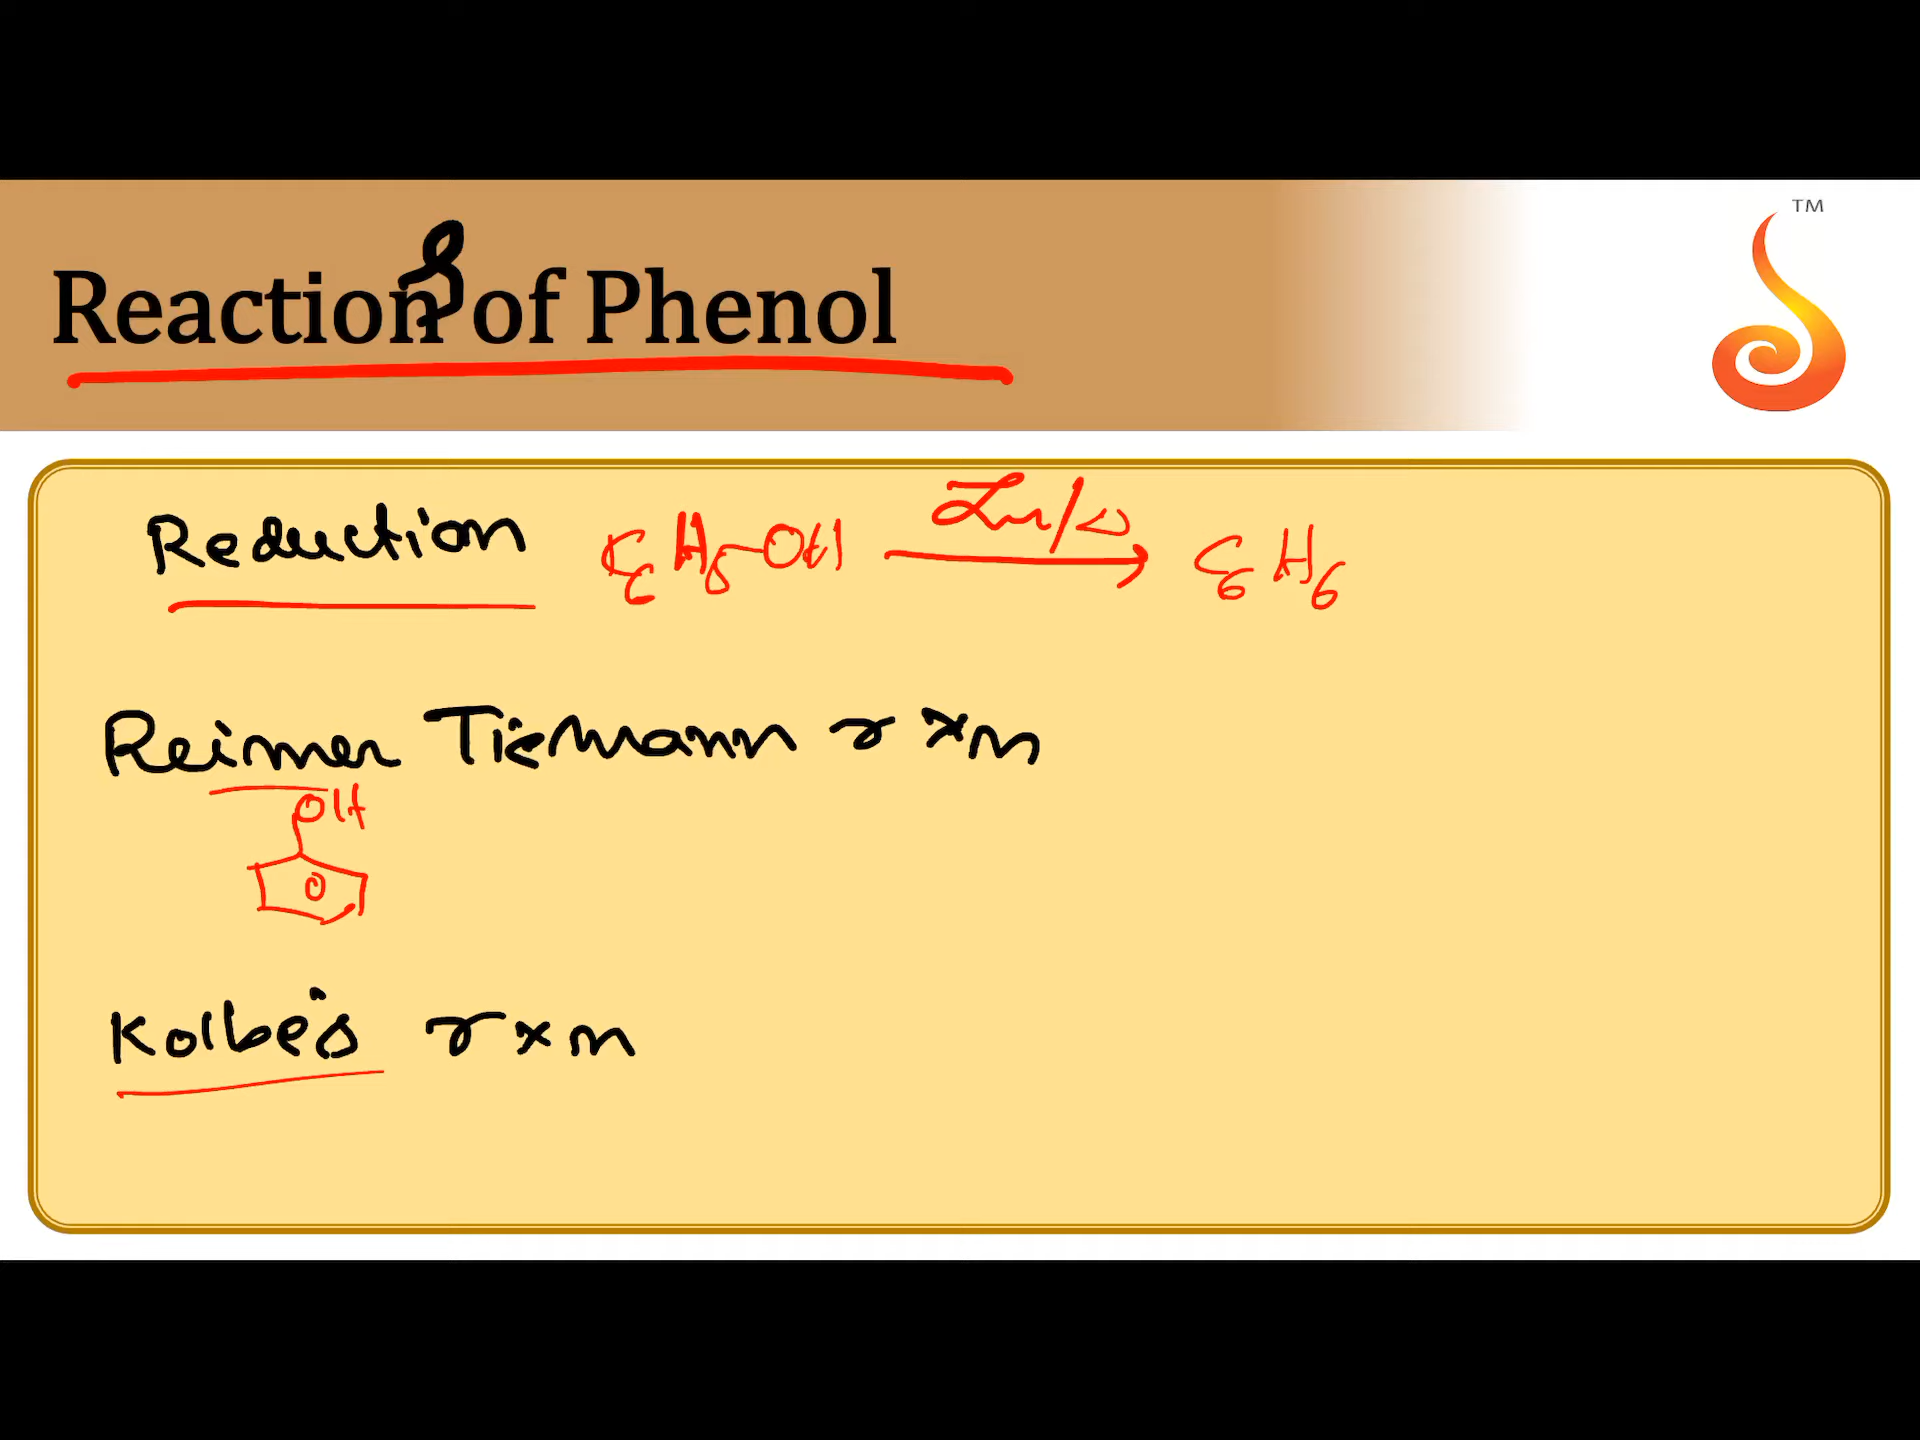 TM
Reactions of Phenol
Reduction C6H5-OH Zn/Δ → C6H6
Reimer Tiemann rxn
OH
Kolbe's rxn